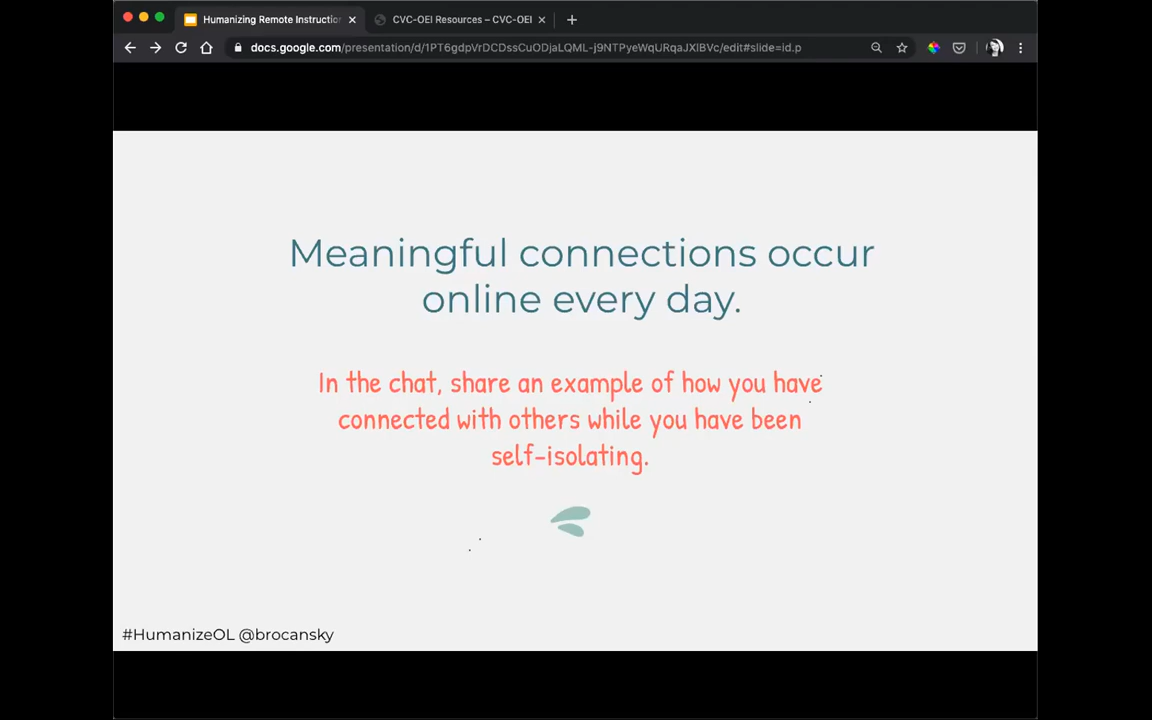 Humanizing Remote Instructio
CVC-OEI Resources – CVC-OEI
docs.google.com/presentation/d/1PT6gdpVrDCDssCuODjaLQML-j9NTPyeWqURqaJXlBVc/edit#slide=id.p
Meaningful connections occur
online every day.
In the chat, share an example of how you have
connected with others while you have been
self-isolating.
#HumanizeOL @brocansky